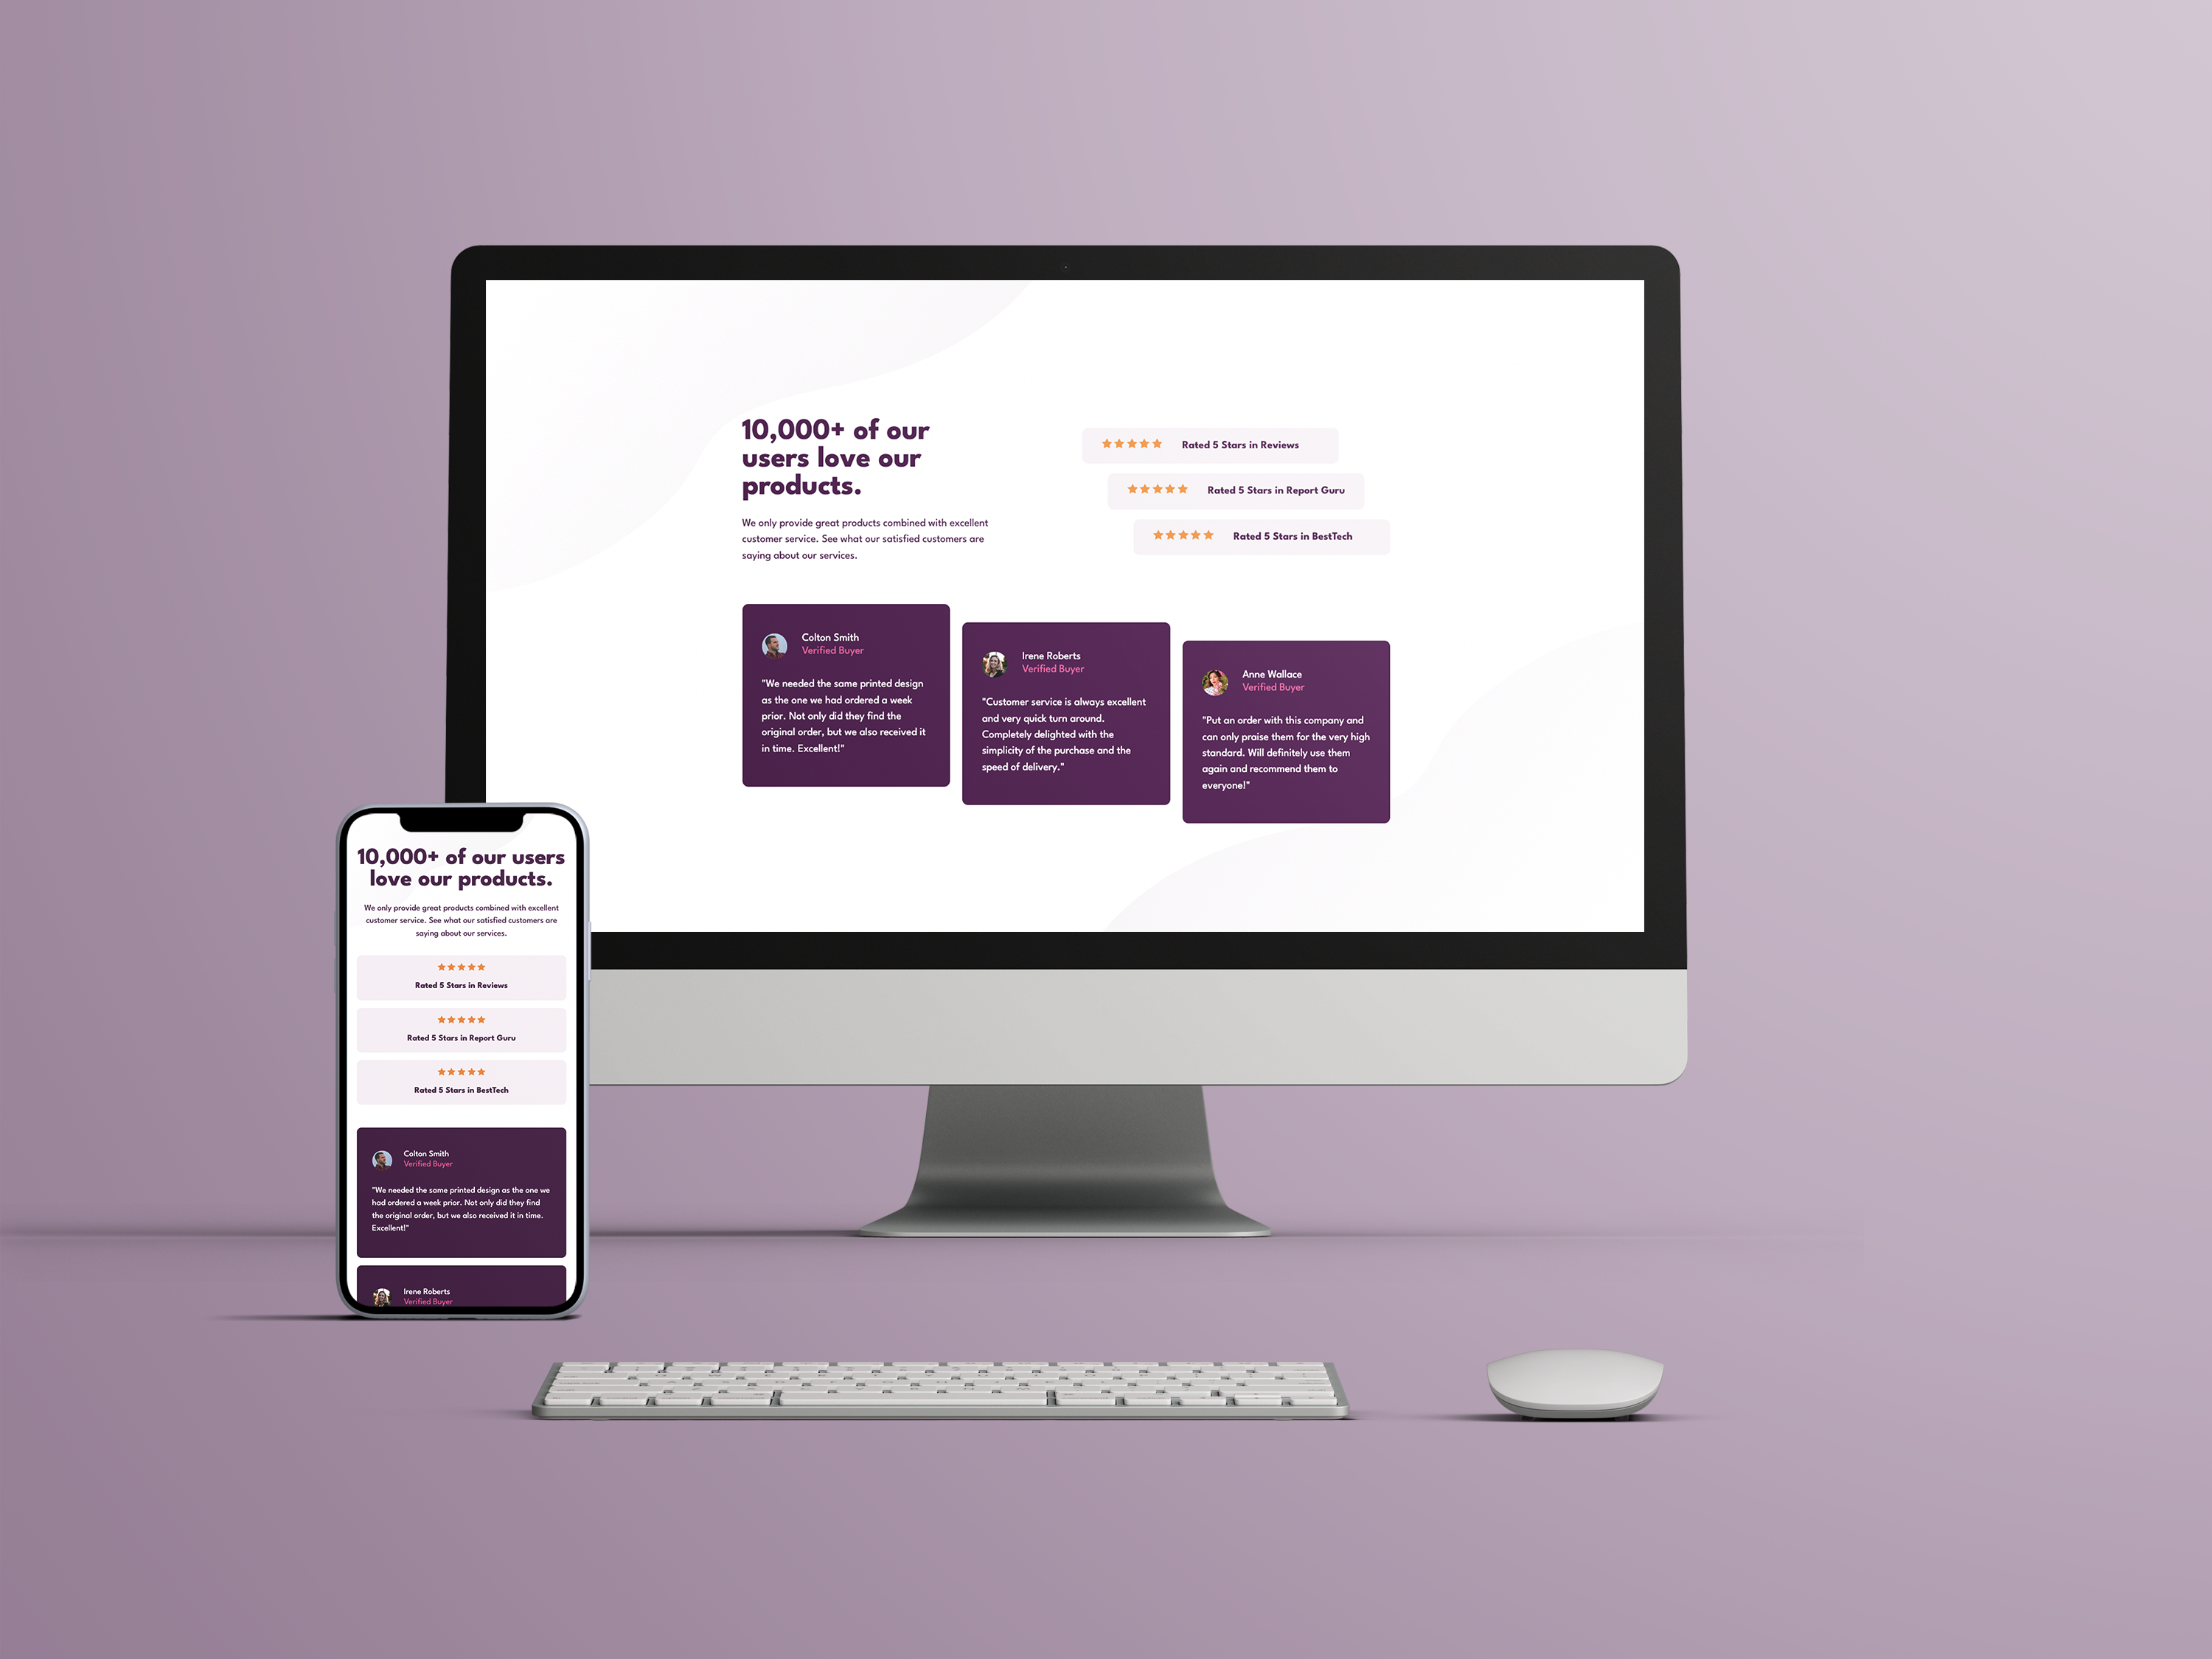 10,000+ of our
users love our
products.
We only provide great products combined with excellent
customer service. See what our satisfied customers are
saying about our services.
Rated 5 Stars in Reviews
Rated 5 Stars in Report Guru
Rated 5 Stars in BestTech
Colton Smith
Verified Buyer
"We needed the same printed design
as the one we had ordered a week
prior. Not only did they find the
original order, but we also received it
in time. Excellent!"
Irene Roberts
Verified Buyer
"Customer service is always excellent
and very quick turn around.
Completely delighted with the
simplicity of the purchase and the
speed of delivery."
Anne Wallace
Verified Buyer
"Put an order with this company and
can only praise them for the very high
standard. Will definitely use them
again and recommend them to
everyone!"
10,000+ of our users
love our products.
We only provide great products combined with excellent
customer service. See what our satisfied customers are
saying about our services.
Rated 5 Stars in Reviews
Rated 5 Stars in Report Guru
Rated 5 Stars in BestTech
Colton Smith
Verified Buyer
"We needed the same printed design as the one we
had ordered a week prior. Not only did they find
the original order, but we also received it in time.
Excellent!"
Irene Roberts
Verified Buyer